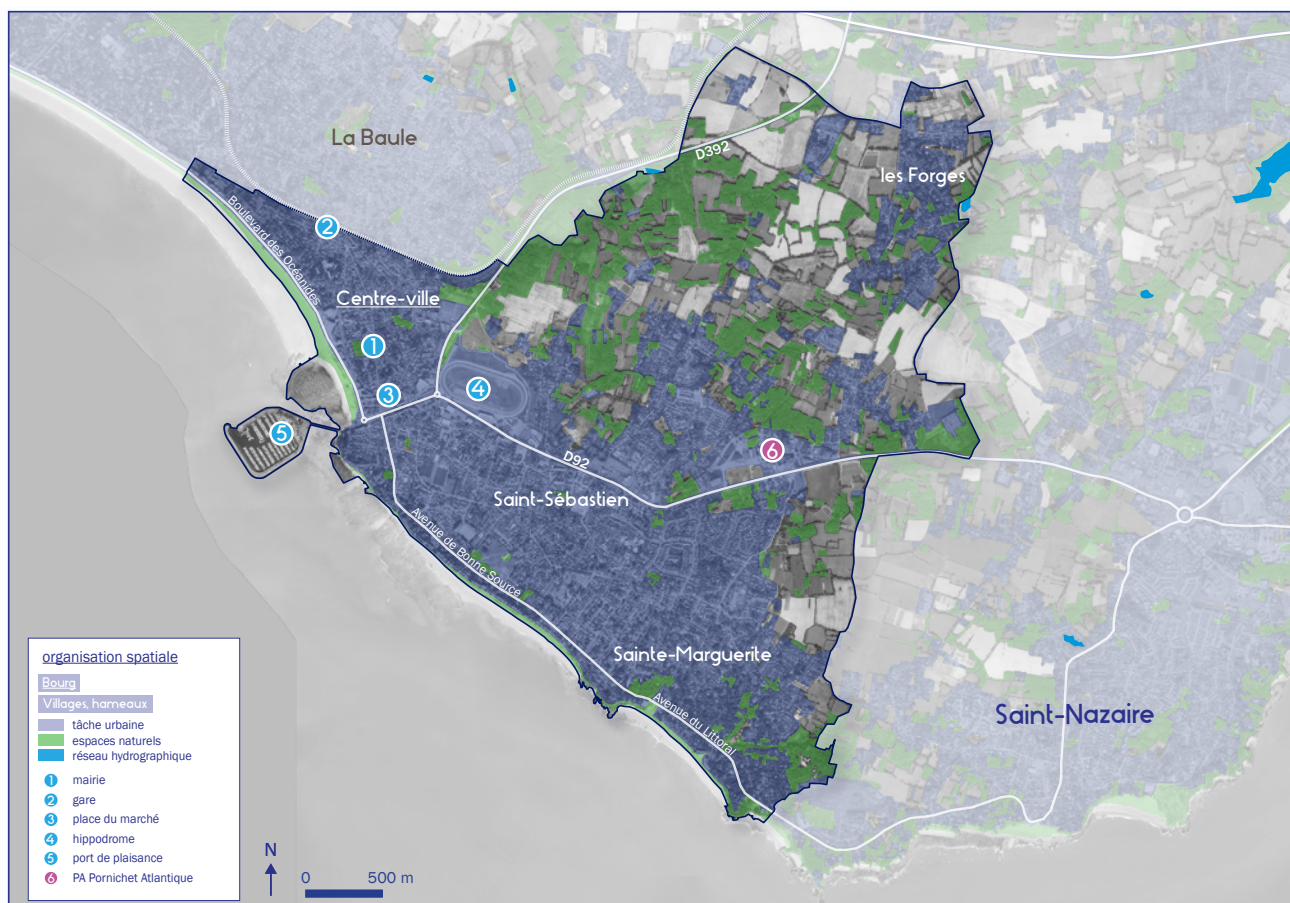 La Baule
D392
les Forges
Boulevard des Océanides
2
Centre-ville
1
3
4
5
6
D92
Saint-Sébastien
Avenue de Bonne Source
Sainte-Marguerite
Avenue du Littoral
Saint-Nazaire
organisation spatiale
Bourg
Villages, hameaux
tâche urbaine
espaces naturels
réseau hydrographique
1 mairie
2 gare
3 place du marché
4 hippodrome
5 port de plaisance
6 PA Pornichet Atlantique
N
0 500 m